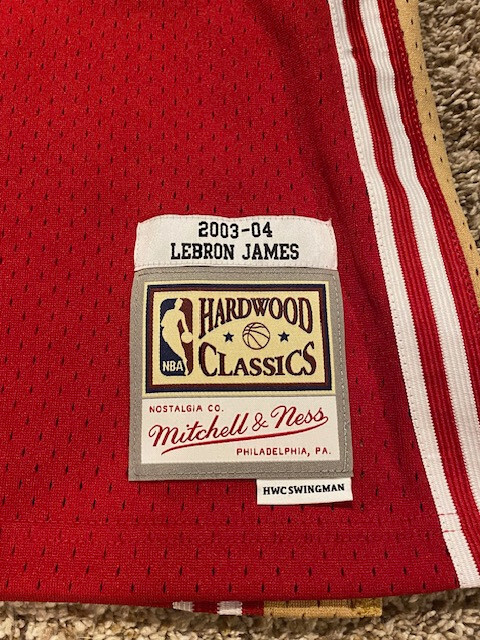 2003-04
LEBRON JAMES
HARDWOOD
CLASSICS
NBA
NOSTALGIA CO.
Mitchell & Ness
PHILADELPHIA, PA.
HWC SWINGMAN